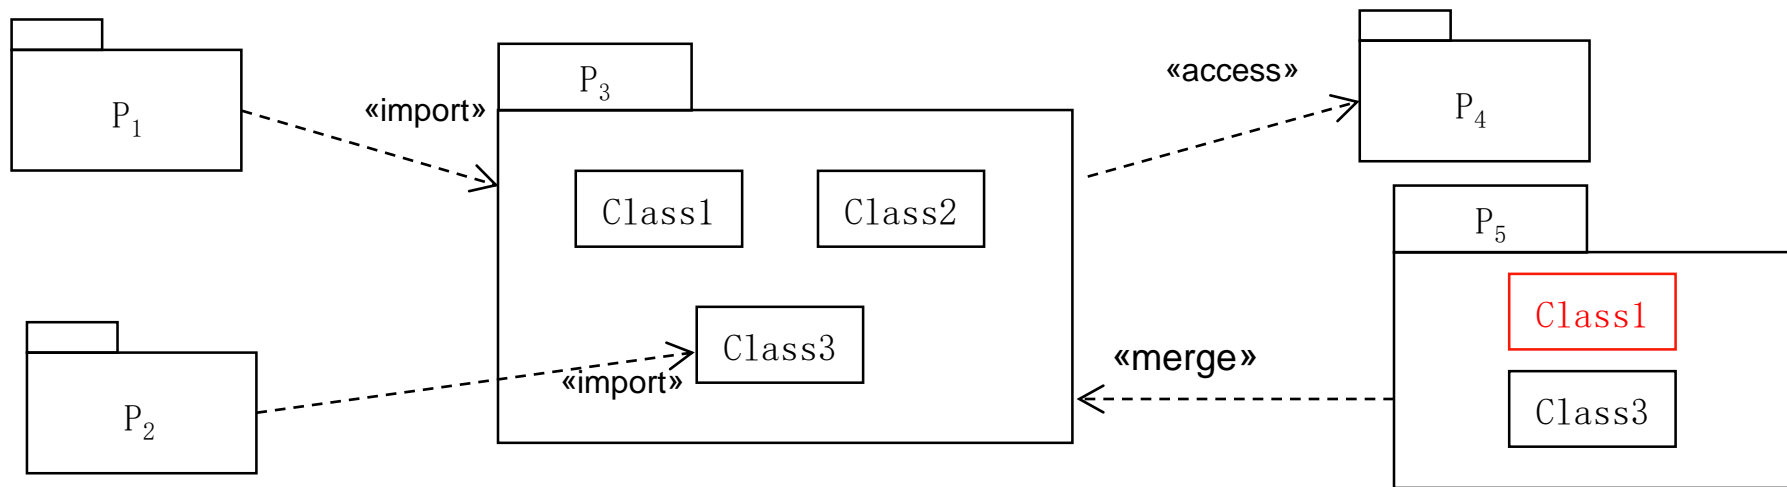 P₁
«import»
P₃
Class1
Class2
Class3
«import»
P₂
«access»
P₄
P₅
Class1
Class3
«merge»